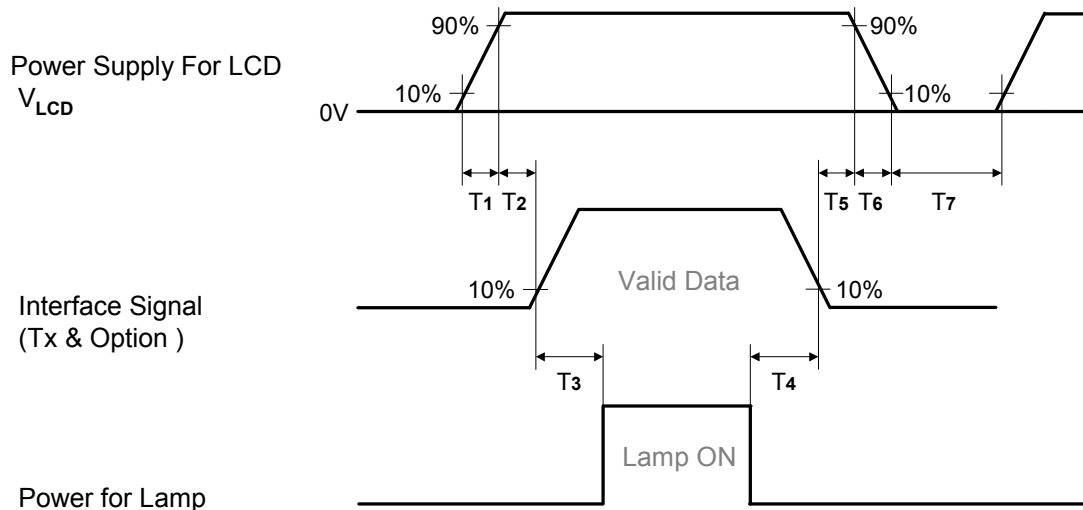 90%
90%
Power Supply For LCD
VLCD
10%
10%
0V
T1 T2
T5 T6 T7
Valid Data
10%
10%
Interface Signal
(Tx & Option )
T3
T4
Lamp ON
Power for Lamp